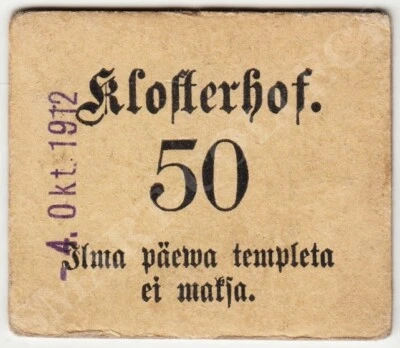 Klosterhof.
50
Ilma päewa templeta
ei maksa.
- 4. Okt. 1912